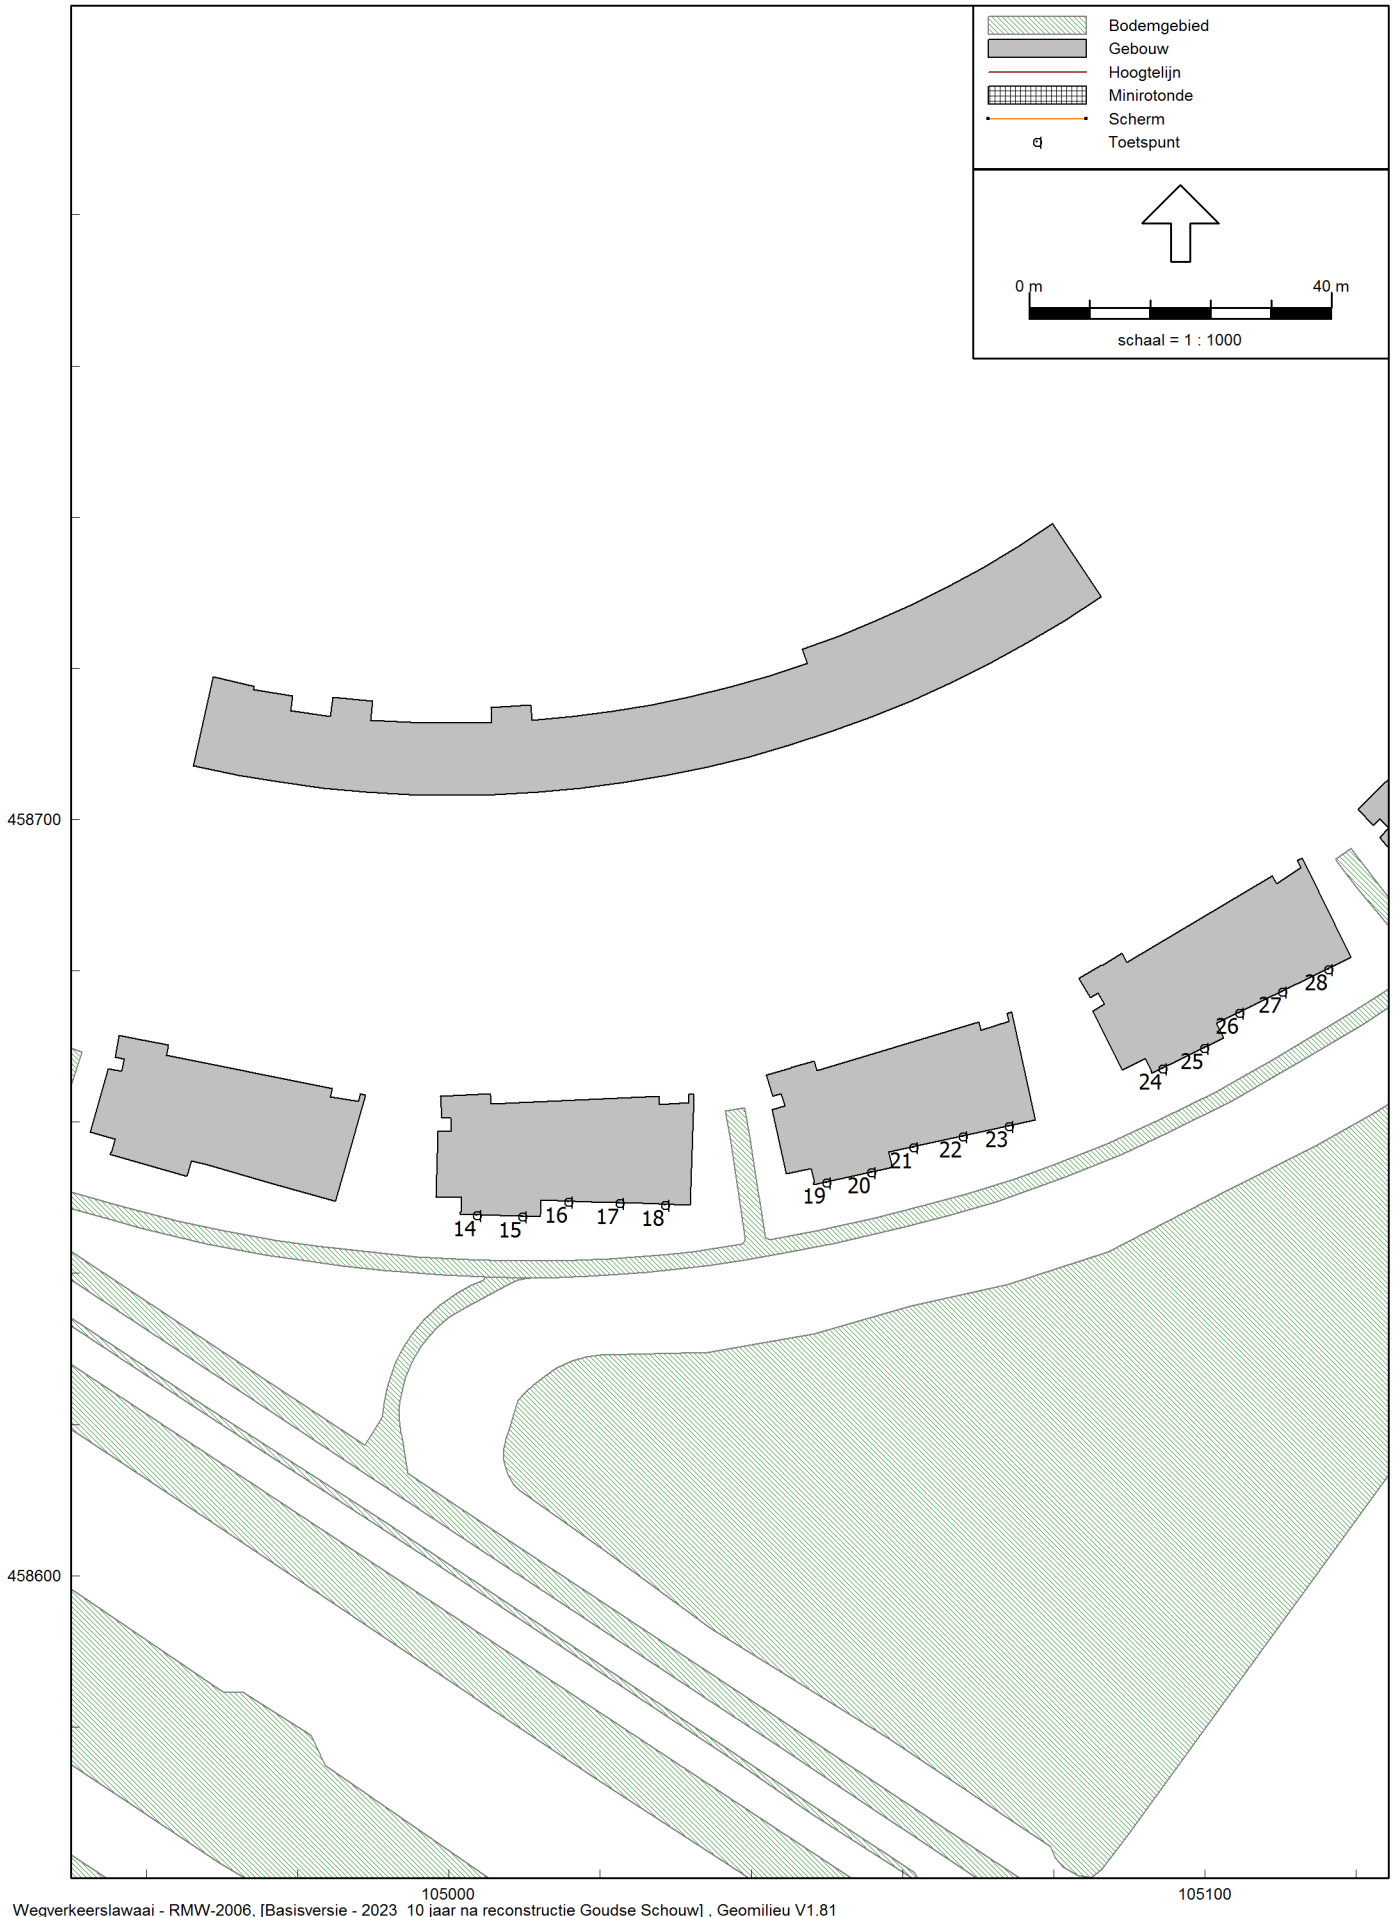 Bodemgebied
Gebouw
Hoogtelijn
Minirotonde
Scherm
Toetspunt
0 m 40 m
schaal = 1 : 1000
458700
28
27
26
25
24
23
22
21
20
19
18
17
16
15
14
458600
105000 105100
Wegverkeerslawaai - RMW-2006, [Basisversie - 2023 10 jaar na reconstructie Goudse Schouw] , Geomilieu V1.81